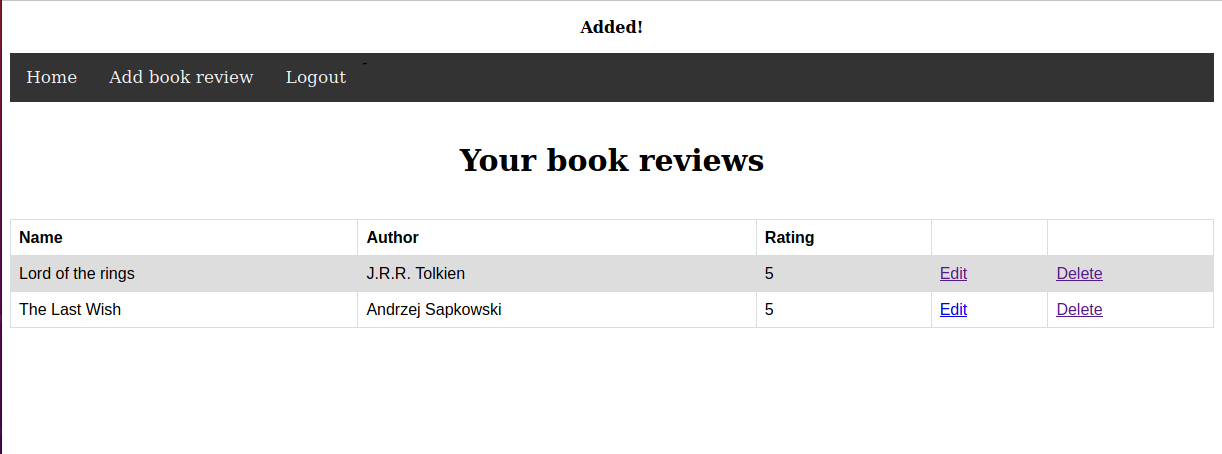 Added!
Home Add book review Logout -
Your book reviews
Name Author Rating
Lord of the rings J.R.R. Tolkien 5 Edit Delete
The Last Wish Andrzej Sapkowski 5 Edit Delete